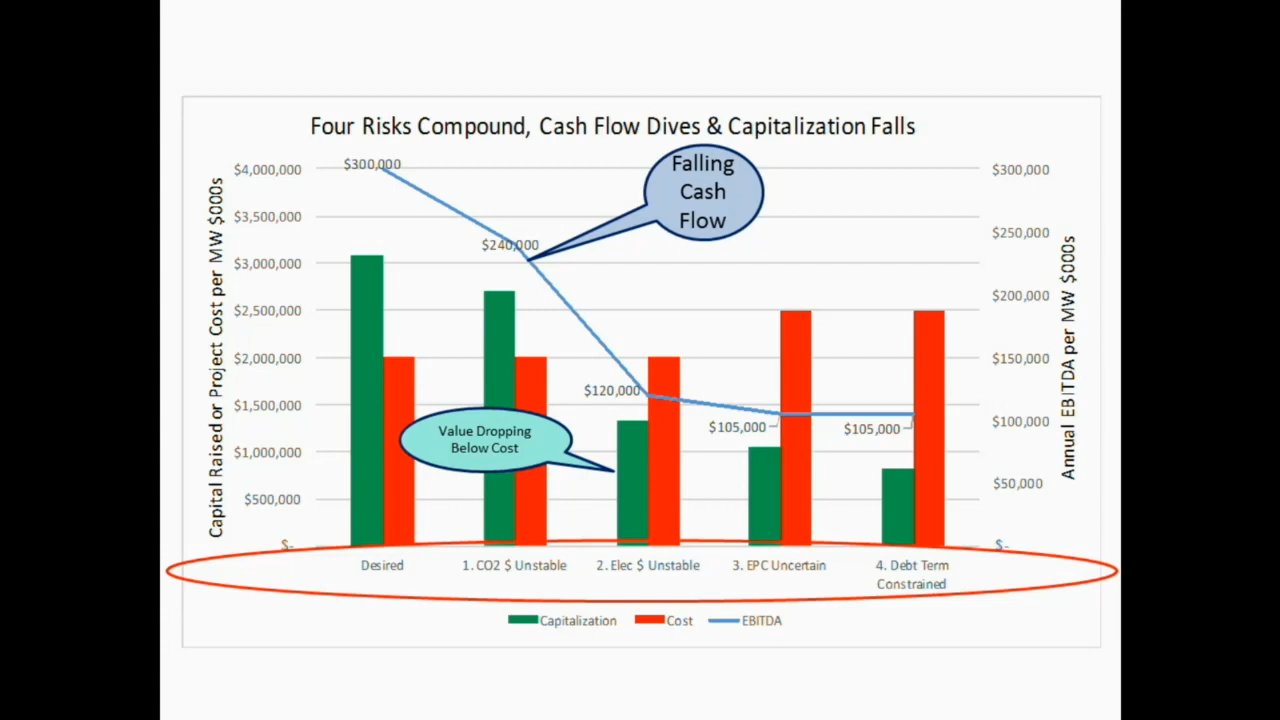 Four Risks Compound, Cash Flow Dives & Capitalization Falls
Capital Raised or Project Cost per MW $000s
$4,000,000
$3,500,000
$3,000,000
$2,500,000
$2,000,000
$1,500,000
$1,000,000
$500,000
$-
$300,000
$240,000
$120,000
$105,000
$105,000
Falling
Cash
Flow
Value Dropping
Below Cost
$300,000
$250,000
$200,000
$150,000
$100,000
$50,000
$-
Annual EBITDA per MW $000s
Desired
1. CO2 $ Unstable
2. Elec $ Unstable
3. EPC Uncertain
4. Debt Term
Constrained
Capitalization
Cost
EBITDA